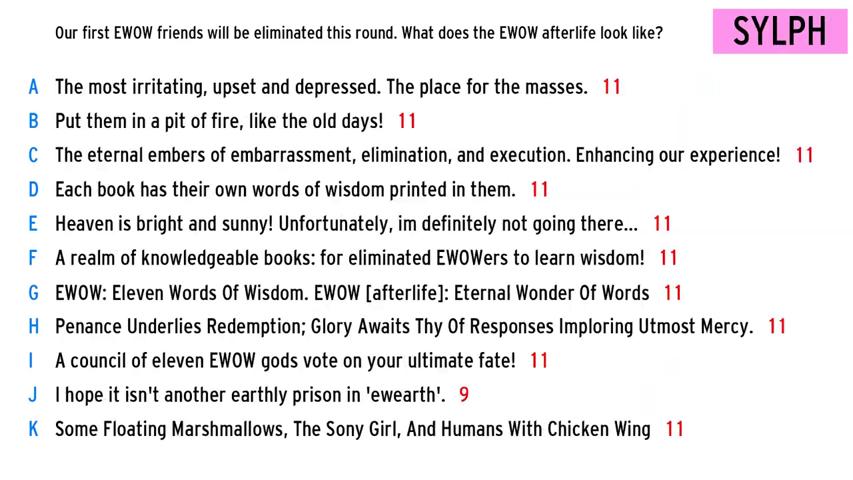 Our first EWOW friends will be eliminated this round. What does the EWOW afterlife look like?
SYLPH
A The most irritating, upset and depressed. The place for the masses. 11
B Put them in a pit of fire, like the old days! 11
C The eternal embers of embarrassment, elimination, and execution. Enhancing our experience! 11
D Each book has their own words of wisdom printed in them. 11
E Heaven is bright and sunny! Unfortunately, im definitely not going there... 11
F A realm of knowledgeable books: for eliminated EWOWers to learn wisdom! 11
G EWOW: Eleven Words Of Wisdom. EWOW [afterlife]: Eternal Wonder Of Words 11
H Penance Underlies Redemption; Glory Awaits Thy Of Responses Imploring Utmost Mercy. 11
I A council of eleven EWOW gods vote on your ultimate fate! 11
J I hope it isn't another earthly prison in 'ewearth'. 9
K Some Floating Marshmallows, The Sony Girl, And Humans With Chicken Wing 11